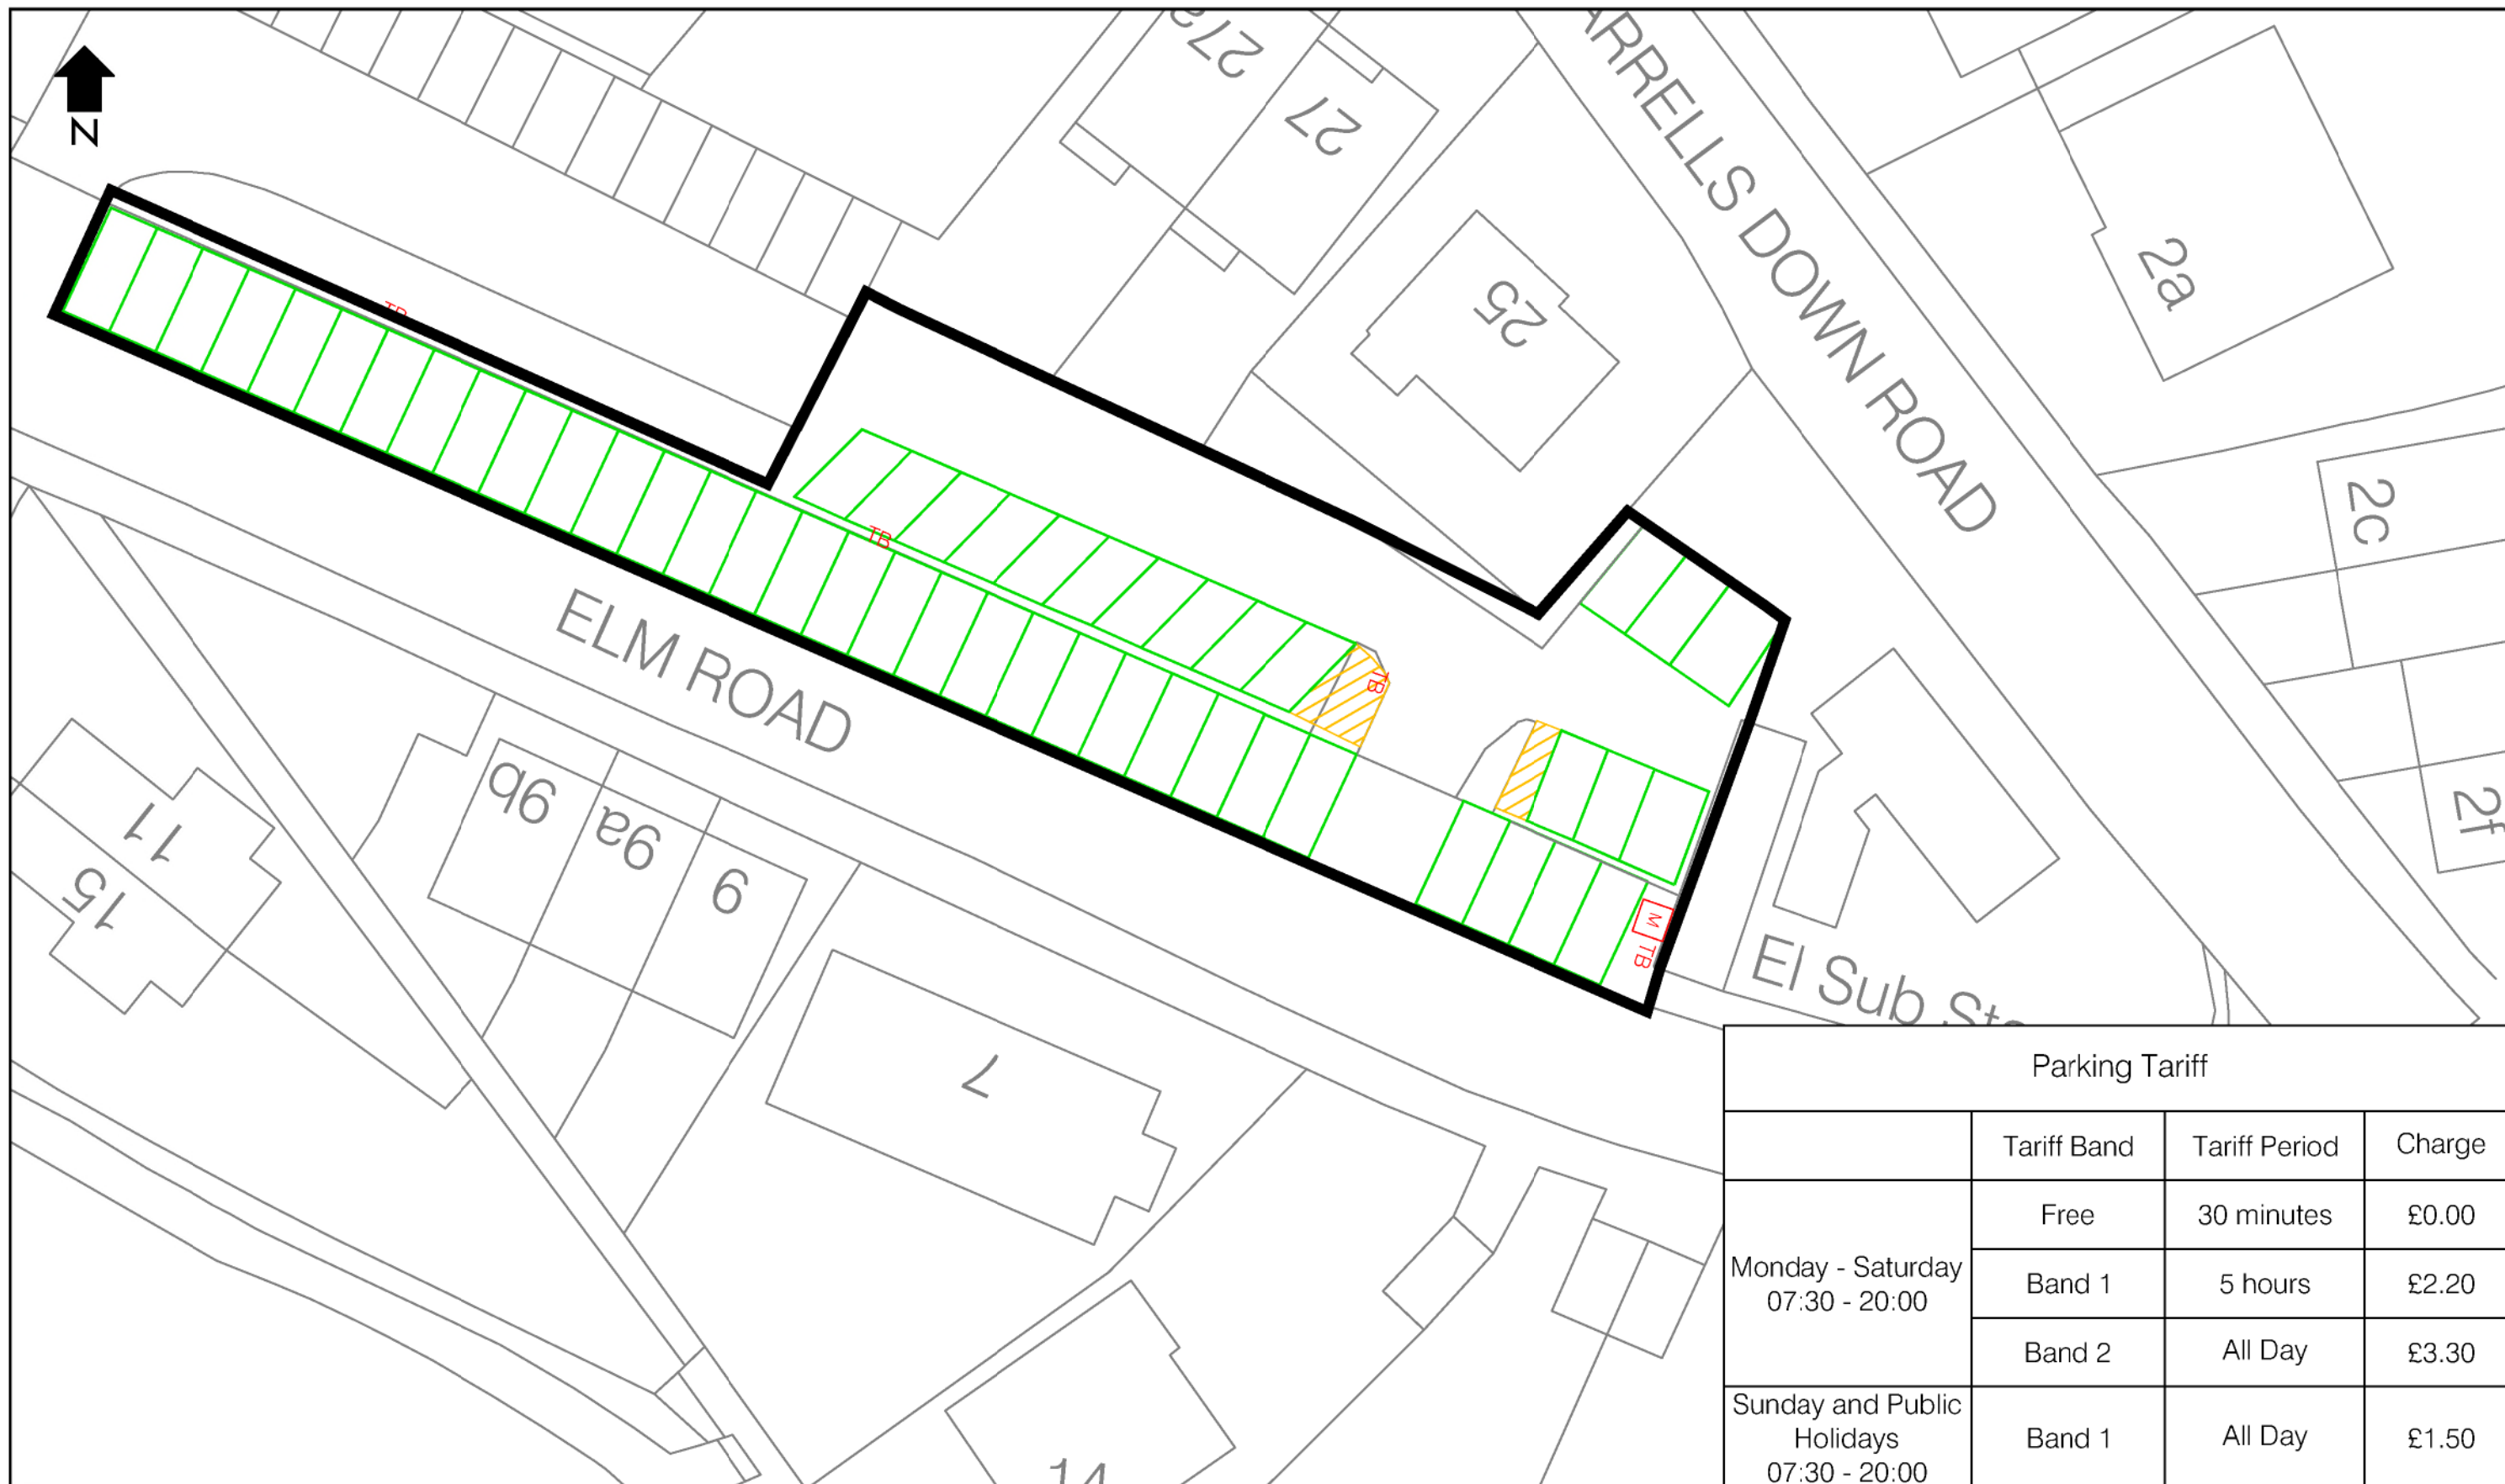 N
27a
27
ARRELLS DOWN ROAD
25
2a
2c
2f
TB
TB
TB
ELM ROAD
9b
9a
9
11
15
M
TB
El Sub Sta
7
14
Parking Tariff
Tariff Band Tariff Period Charge
Monday - Saturday
07:30 - 20:00
Free 30 minutes £0.00
Band 1 5 hours £2.20
Band 2 All Day £3.30
Sunday and Public
Holidays
07:30 - 20:00
Band 1 All Day £1.50